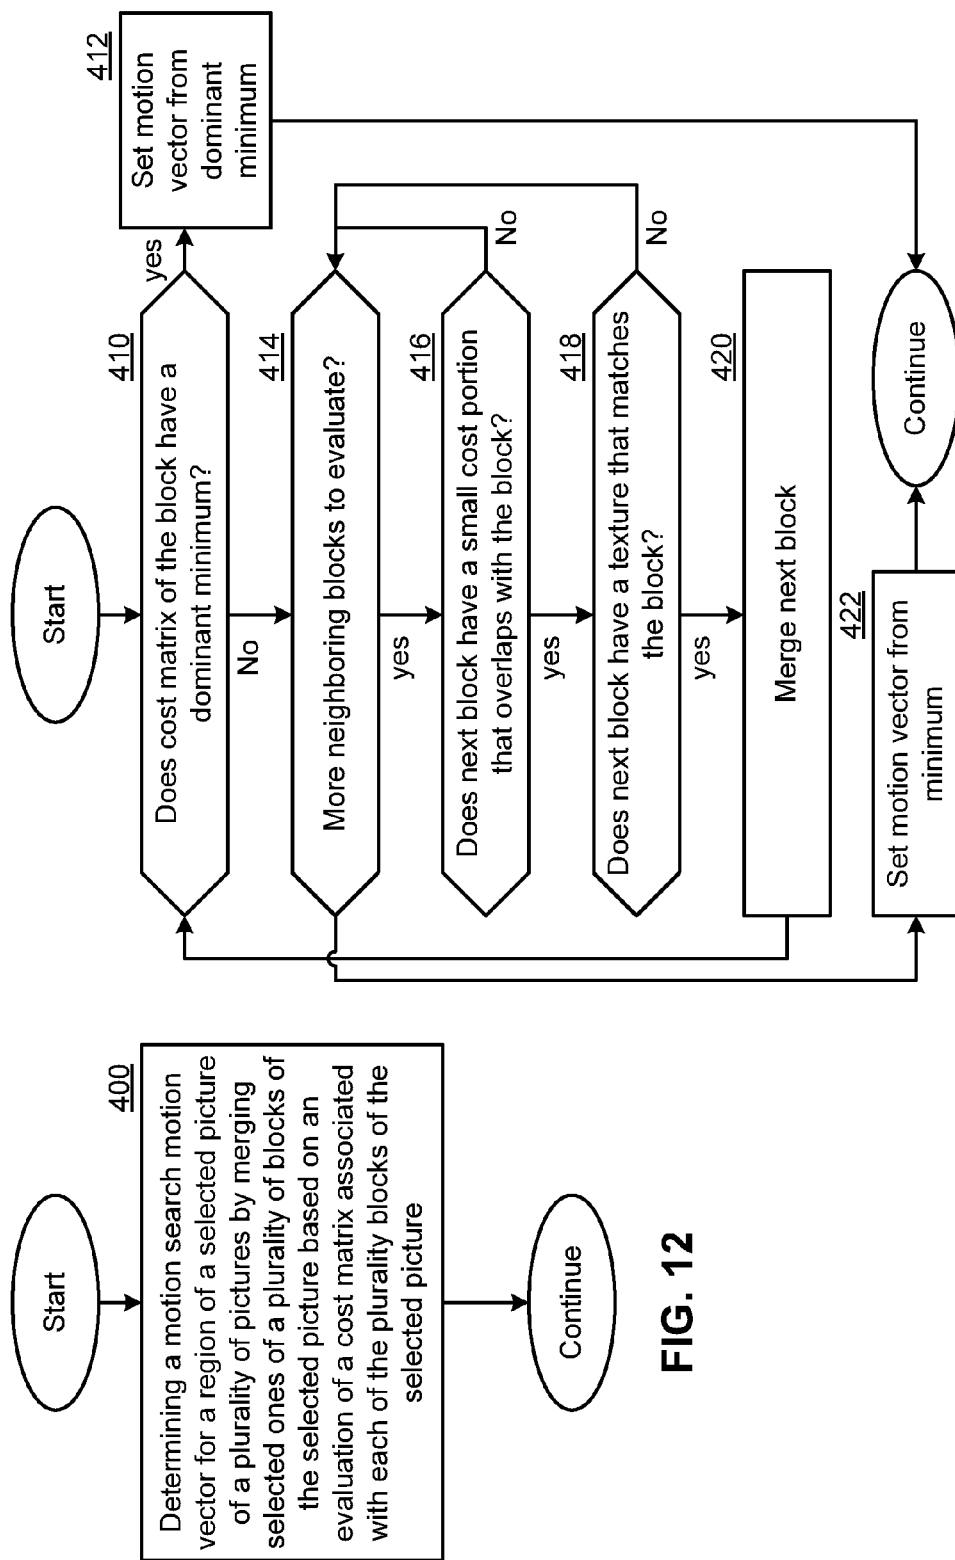 Start
400
Determining a motion search motion
vector for a region of a selected picture
of a plurality of pictures by merging
selected ones of a plurality of blocks of
the selected picture based on an
evaluation of a cost matrix associated
with each of the plurality blocks of the
selected picture
Continue
FIG. 12
Start
410
Does cost matrix of the block have a
dominant minimum?
yes
412
Set motion
vector from
dominant
minimum
No
414
More neighboring blocks to evaluate?
yes
416
Does next block have a small cost portion
that overlaps with the block?
No
yes
418
Does next block have a texture that matches
the block?
No
yes
420
Merge next block
422
Set motion vector from
minimum
Continue